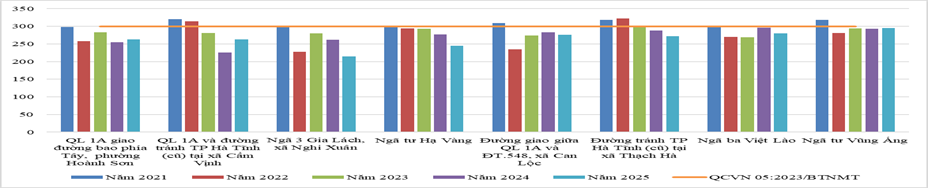 350
300
250
200
150
100
50
0
QL 1A giao
đường bao phía
Tây, phường
Hoành Sơn
QL 1A và đường
tránh TP Hà Tĩnh
(cũ) tại xã Cẩm
Vịnh
Ngã 3 Gia Lách,
xã Nghi Xuân
Ngã tư Hạ Vàng
Đường giao giữa
QL 1A và
ĐT.548, xã Can
Lộc
Đường tránh TP
Hà Tĩnh (cũ) tại
xã Thạch Hà
Ngã ba Việt Lào
Ngã tư Vũng Áng
Năm 2021 Năm 2022 Năm 2023 Năm 2024 Năm 2025 QCVN 05:2023/BTNMT